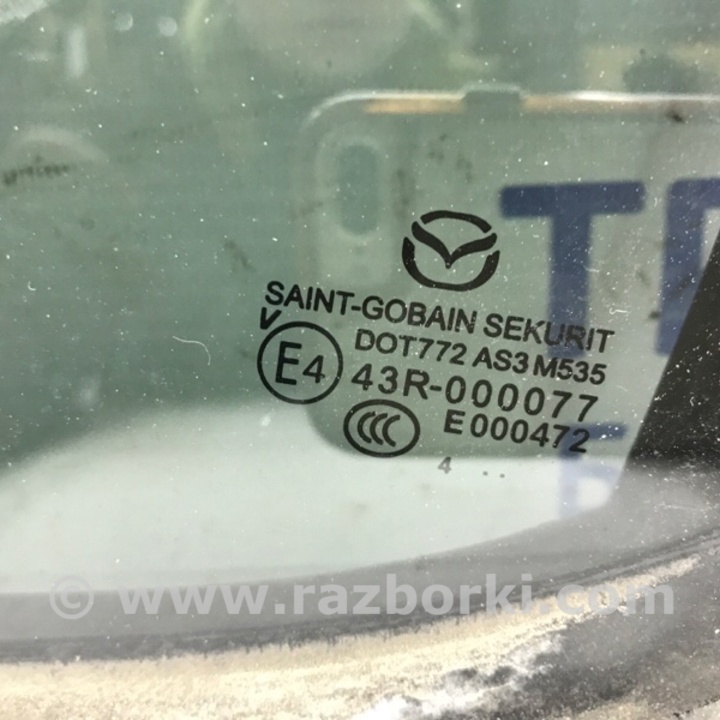 SAINT-GOBAIN SEKURIT
V
DOT772 AS3 M535
E4
43R-000077
CCC
E000472
4 ..
© www.razborki.com